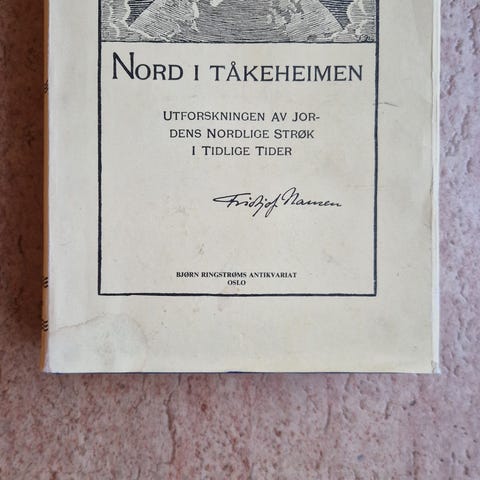 NORD I TÅKEHEIMEN
UTFORSKNINGEN AV JOR-
DENS NORDLIGE STRØK
I TIDLIGE TIDER
Fridtjof Nansen
BJØRN RINGSTRØMS ANTIKVARIAT
OSLO